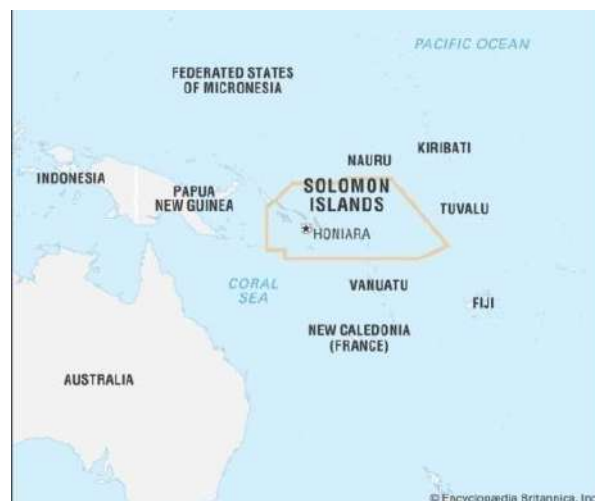 PACIFIC OCEAN
FEDERATED STATES
OF MICRONESIA
KIRIBATI
NAURU
INDONESIA
PAPUA
NEW GUINEA
SOLOMON
ISLANDS
TUVALU
HONIARA
CORAL
SEA
VANUATU
FIJI
NEW CALEDONIA
(FRANCE)
AUSTRALIA
© Encyclopædia Britannica, Inc